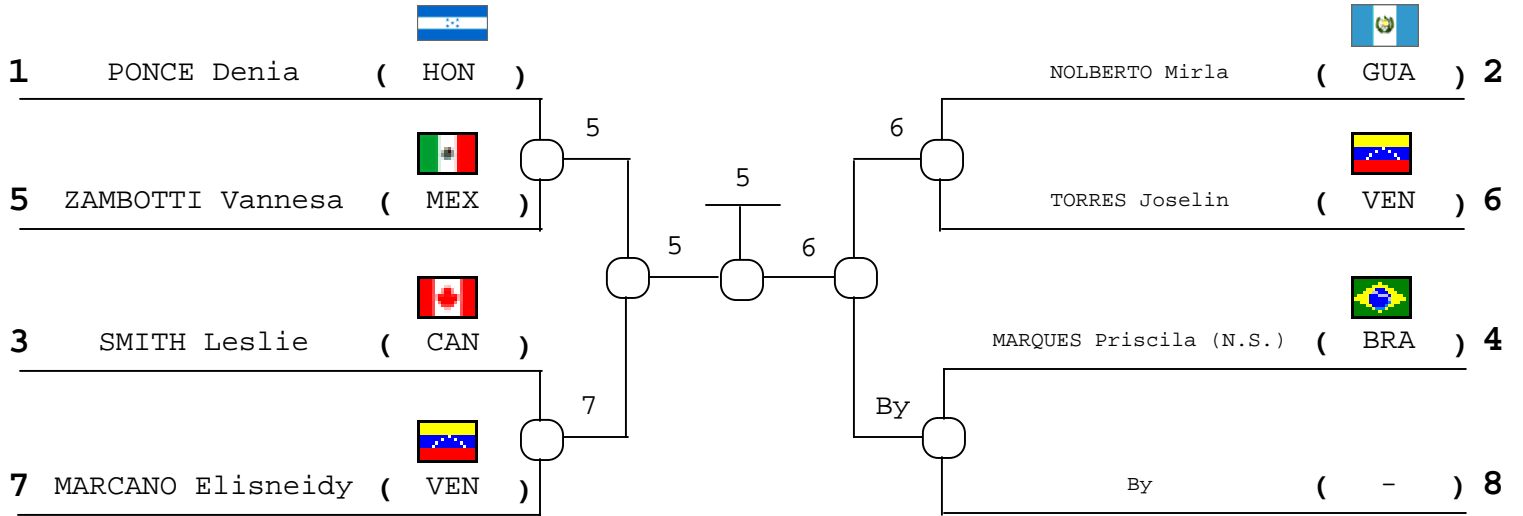 1 PONCE Denia ( HON )
NOLBERTO Mirla ( GUA ) 2
5
6
5
5 ZAMBOTTI Vannesa ( MEX )
TORRES Joselin ( VEN ) 6
5
6
3 SMITH Leslie ( CAN )
MARQUES Priscila (N.S.) ( BRA ) 4
7
By
7 MARCANO Elisneidy ( VEN )
By ( - ) 8